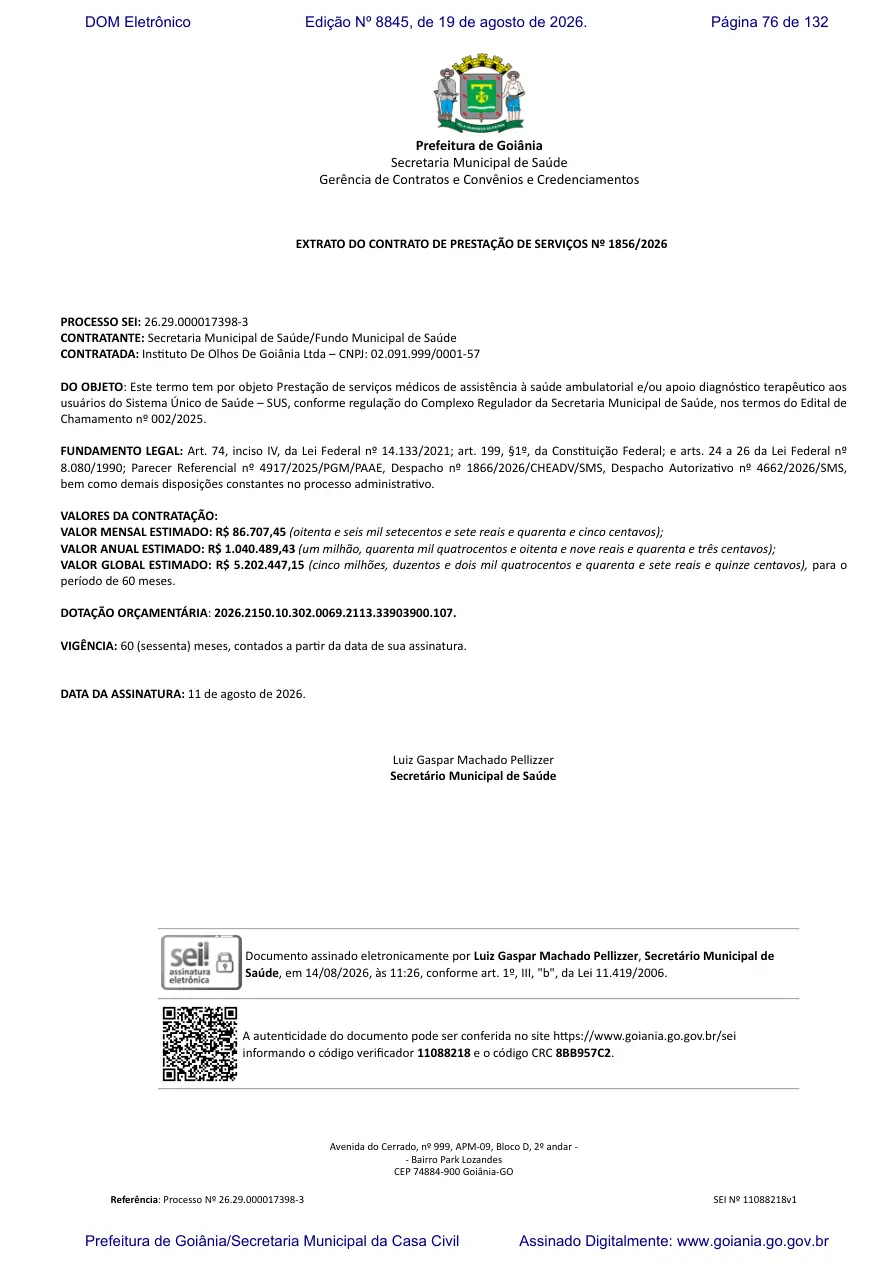 DOM Eletrônico Edição Nº 8845, de 19 de agosto de 2026. Página 76 de 132
Prefeitura de Goiânia
Secretaria Municipal de Saúde
Gerência de Contratos e Convênios e Credenciamentos
EXTRATO DO CONTRATO DE PRESTAÇÃO DE SERVIÇOS Nº 1856/2026
PROCESSO SEI: 26.29.000017398-3
CONTRATANTE: Secretaria Municipal de Saúde/Fundo Municipal de Saúde
CONTRATADA: Instituto De Olhos De Goiânia Ltda – CNPJ: 02.091.999/0001-57
DO OBJETO: Este termo tem por objeto Prestação de serviços médicos de assistência à saúde ambulatorial e/ou apoio diagnóstico terapêutico aos
usuários do Sistema Único de Saúde – SUS, conforme regulação do Complexo Regulador da Secretaria Municipal de Saúde, nos termos do Edital de
Chamamento nº 002/2025.
FUNDAMENTO LEGAL: Art. 74, inciso IV, da Lei Federal nº 14.133/2021; art. 199, §1º, da Constituição Federal; e arts. 24 a 26 da Lei Federal nº
8.080/1990; Parecer Referencial nº 4917/2025/PGM/PAAE, Despacho nº 1866/2026/CHEADV/SMS, Despacho Autorizativo nº 4662/2026/SMS,
bem como demais disposições constantes no processo administrativo.
VALORES DA CONTRATAÇÃO:
VALOR MENSAL ESTIMADO: R$ 86.707,45 (oitenta e seis mil setecentos e sete reais e quarenta e cinco centavos);
VALOR ANUAL ESTIMADO: R$ 1.040.489,43 (um milhão, quarenta mil quatrocentos e oitenta e nove reais e quarenta e três centavos);
VALOR GLOBAL ESTIMADO: R$ 5.202.447,15 (cinco milhões, duzentos e dois mil quatrocentos e quarenta e sete reais e quinze centavos), para o
período de 60 meses.
DOTAÇÃO ORÇAMENTÁRIA: 2026.2150.10.302.0069.2113.33903900.107.
VIGÊNCIA: 60 (sessenta) meses, contados a partir da data de sua assinatura.
DATA DA ASSINATURA: 11 de agosto de 2026.
Luiz Gaspar Machado Pellizzer
Secretário Municipal de Saúde
sei!
assinatura
eletrônica
Documento assinado eletronicamente por Luiz Gaspar Machado Pellizzer, Secretário Municipal de
Saúde, em 14/08/2026, às 11:26, conforme art. 1º, III, "b", da Lei 11.419/2006.
A autenticidade do documento pode ser conferida no site https://www.goiania.go.gov.br/sei
informando o código verificador 11088218 e o código CRC 8BB957C2.
Avenida do Cerrado, nº 999, APM-09, Bloco D, 2º andar -
- Bairro Park Lozandes
CEP 74884-900 Goiânia-GO
Referência: Processo Nº 26.29.000017398-3 SEI Nº 11088218v1
Prefeitura de Goiânia/Secretaria Municipal da Casa Civil Assinado Digitalmente: www.goiania.go.gov.br